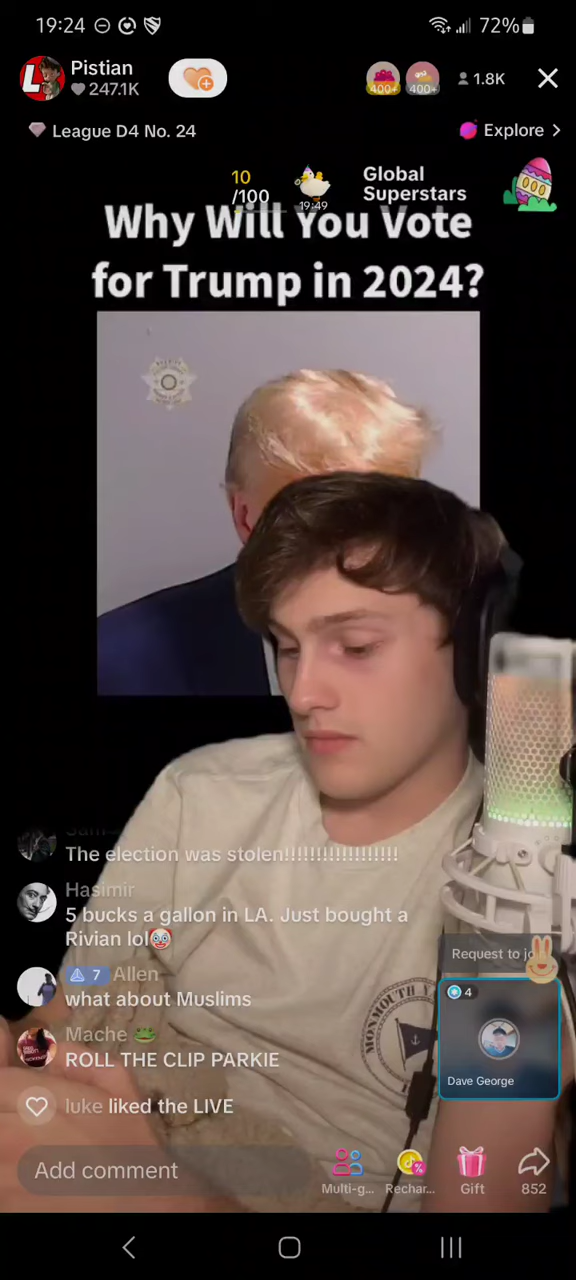 19:24
72%
Pistian
247.1K
400+
400+
1.8K
League D4 No. 24
Explore
10
/100
19:49
Global
Superstars
Why Will You Vote
for Trump in 2024?
The election was stolen!!!!!!!!!!!!!!!!!!
Hasimir
5 bucks a gallon in LA. Just bought a
Rivian lol🤡
7 Allen
what about Muslims
Mache 🐸
ROLL THE CLIP PARKIE
luke liked the LIVE
Request to jo
4
Dave George
MONMOUTH
Add comment
Multi-g...
Rechar...
Gift
852